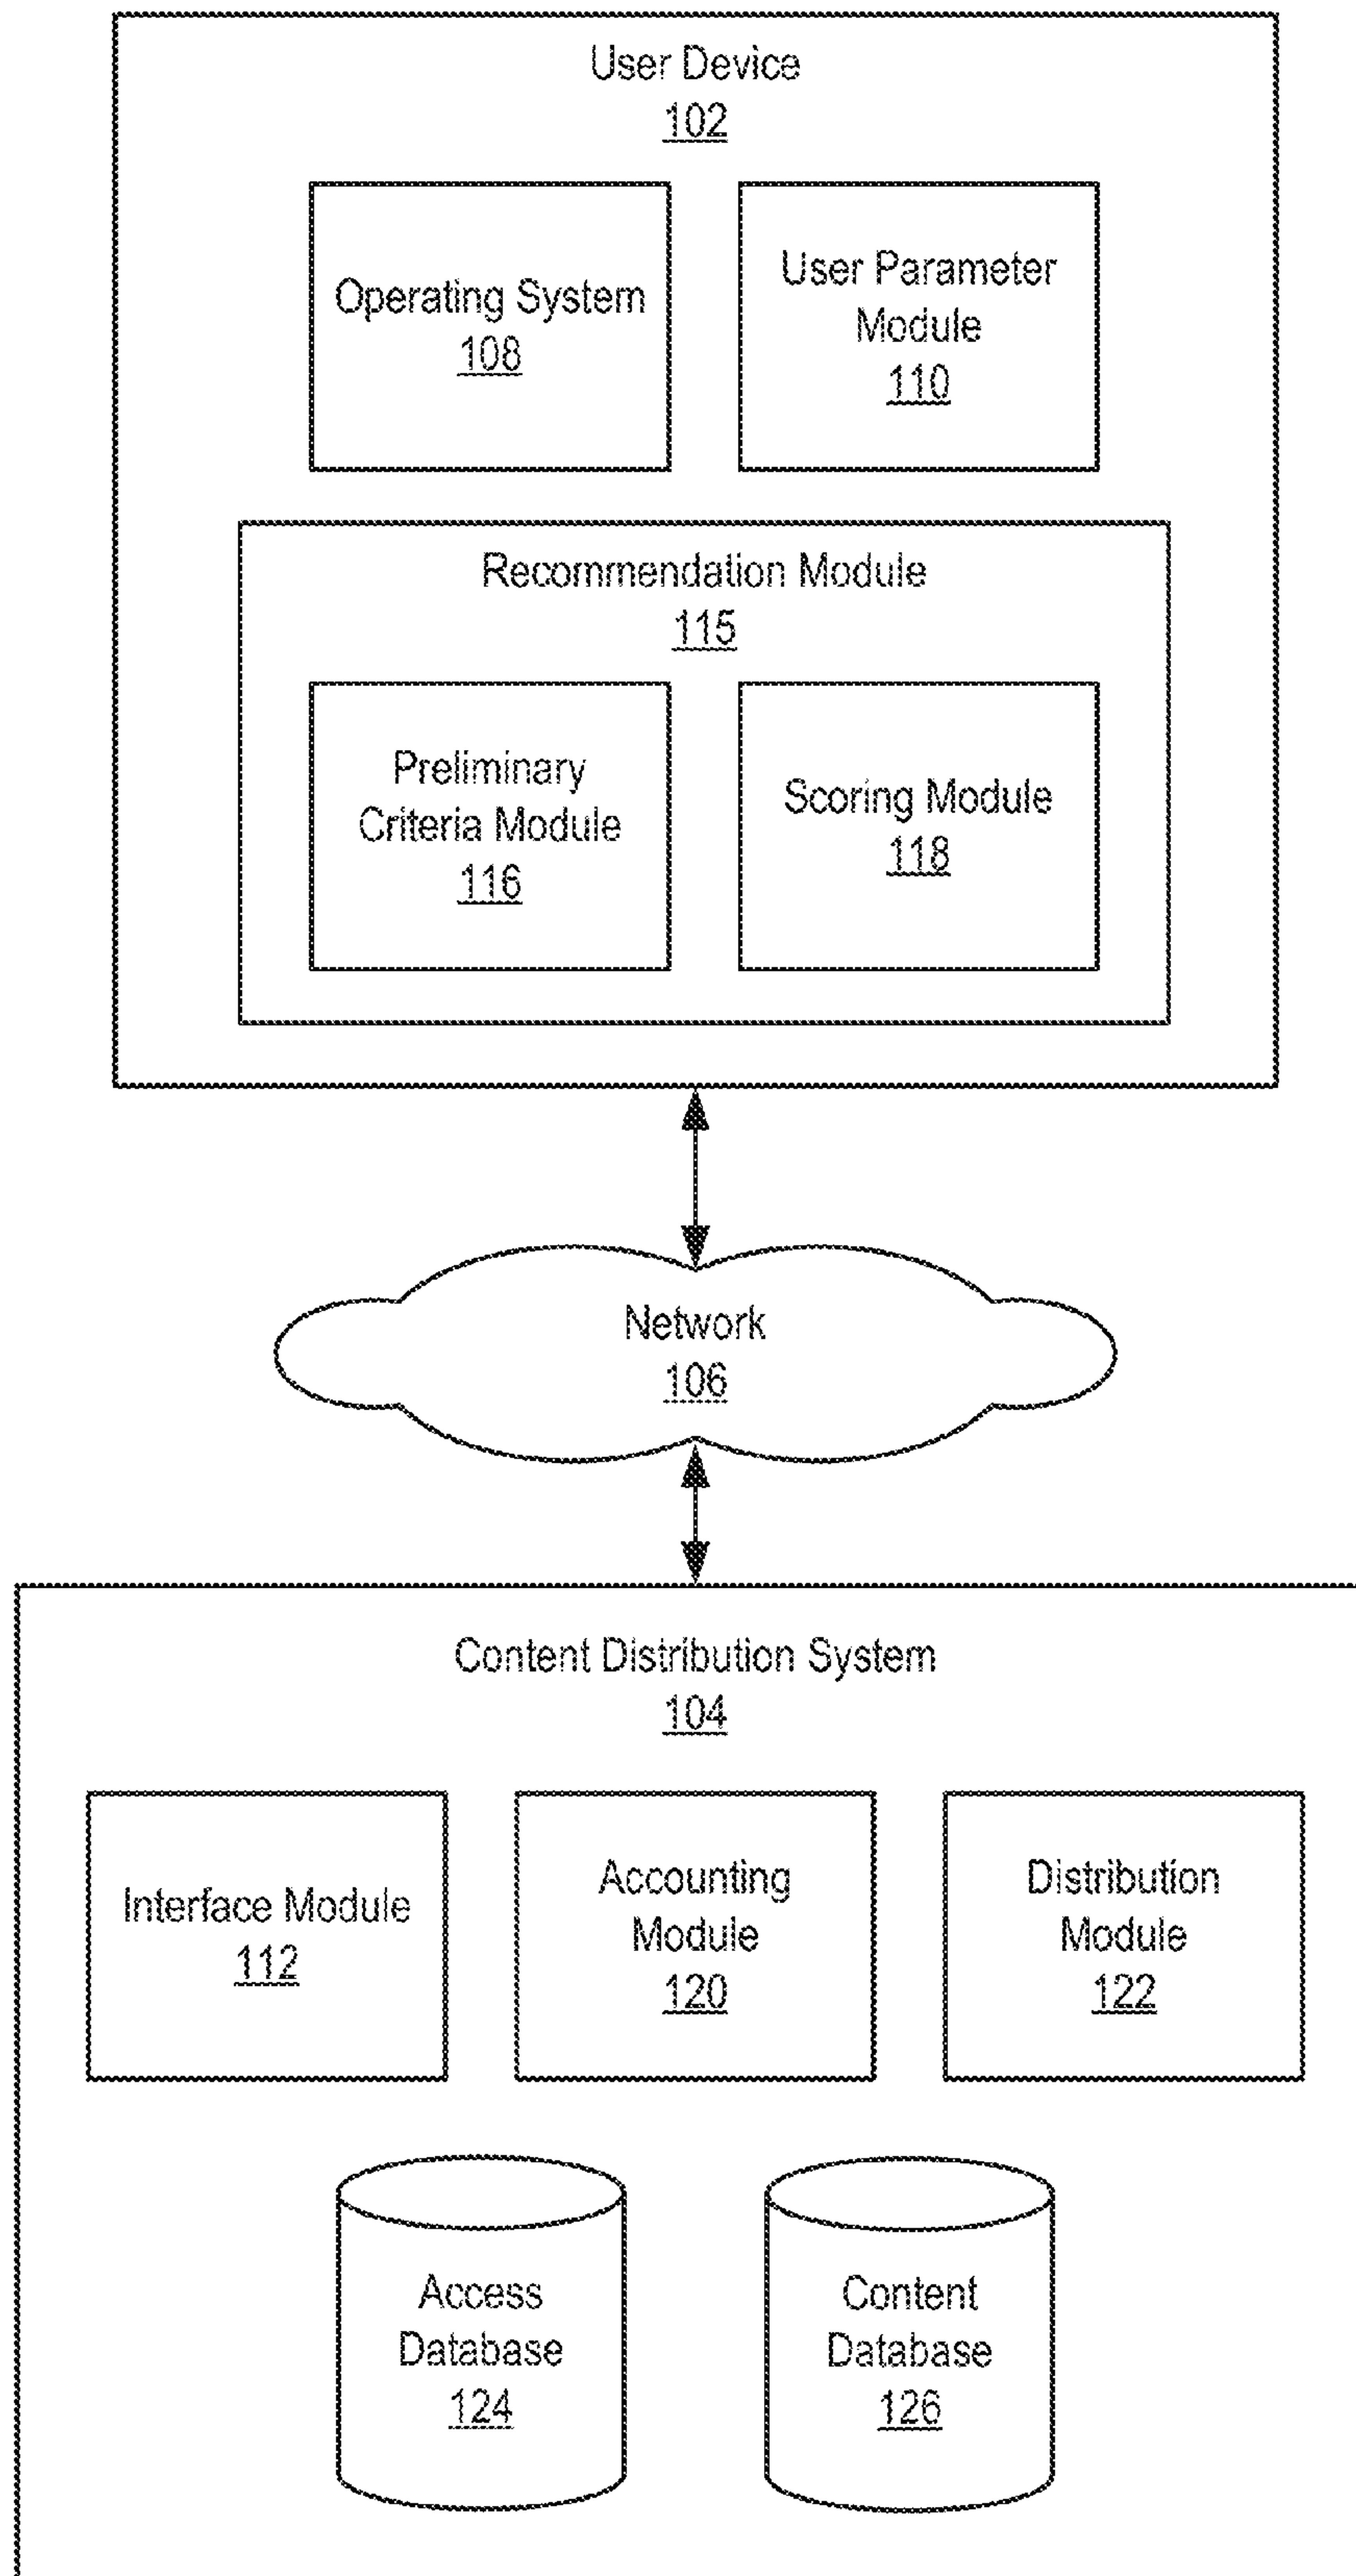 User Device
102
Operating System
108
User Parameter
Module
110
Recommendation Module
115
Preliminary
Criteria Module
116
Scoring Module
118
Network
106
Content Distribution System
104
Interface Module
112
Accounting
Module
120
Distribution
Module
122
Access
Database
124
Content
Database
126